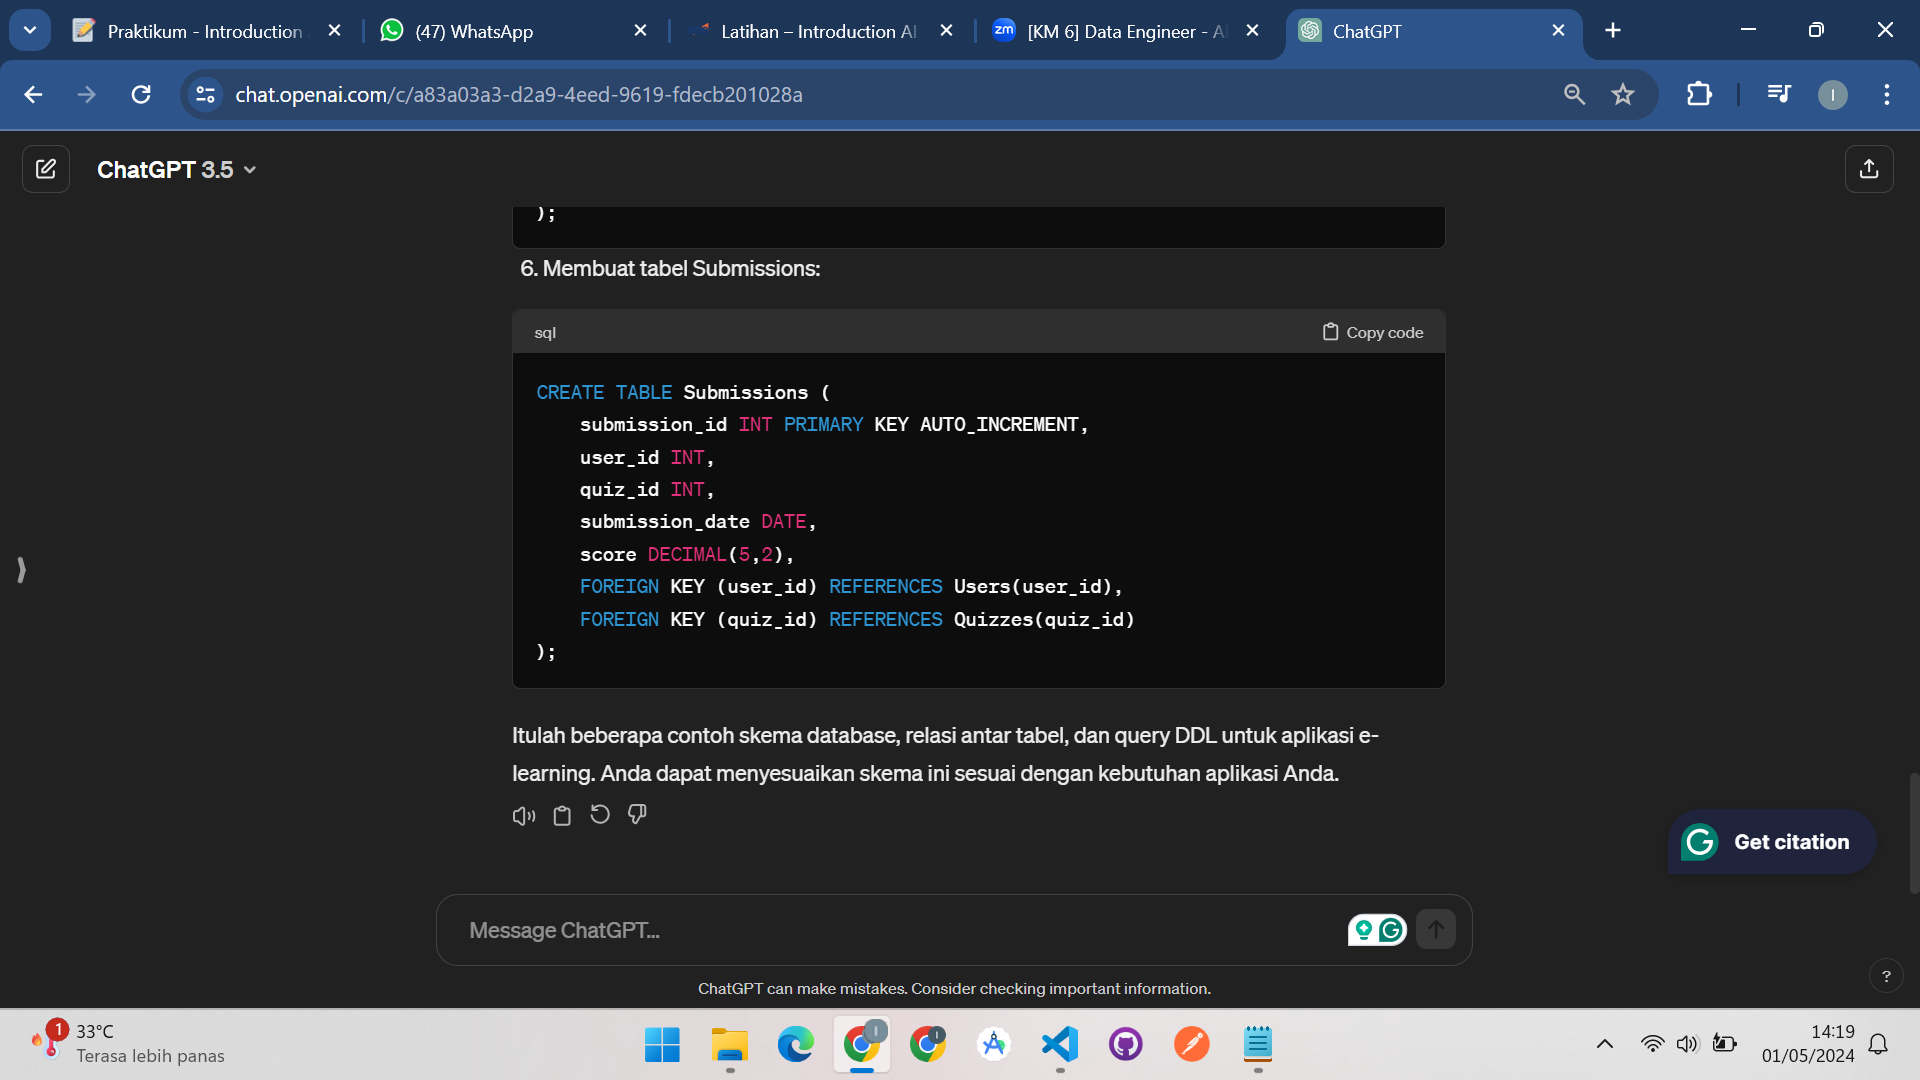 Praktikum - Introduction
(47) WhatsApp
Latihan – Introduction AI
zm
[KM 6] Data Engineer - A
ChatGPT
chat.openai.com/c/a83a03a3-d2a9-4eed-9619-fdecb201028a
I
ChatGPT 3.5
);
6. Membuat tabel Submissions:
sql
Copy code
CREATE TABLE Submissions (
submission_id INT PRIMARY KEY AUTO_INCREMENT,
user_id INT,
quiz_id INT,
submission_date DATE,
score DECIMAL(5,2),
FOREIGN KEY (user_id) REFERENCES Users(user_id),
FOREIGN KEY (quiz_id) REFERENCES Quizzes(quiz_id)
);
Itulah beberapa contoh skema database, relasi antar tabel, dan query DDL untuk aplikasi e-
learning. Anda dapat menyesuaikan skema ini sesuai dengan kebutuhan aplikasi Anda.
Get citation
Message ChatGPT...
ChatGPT can make mistakes. Consider checking important information.
?
1
33°C
Terasa lebih panas
14:19
01/05/2024